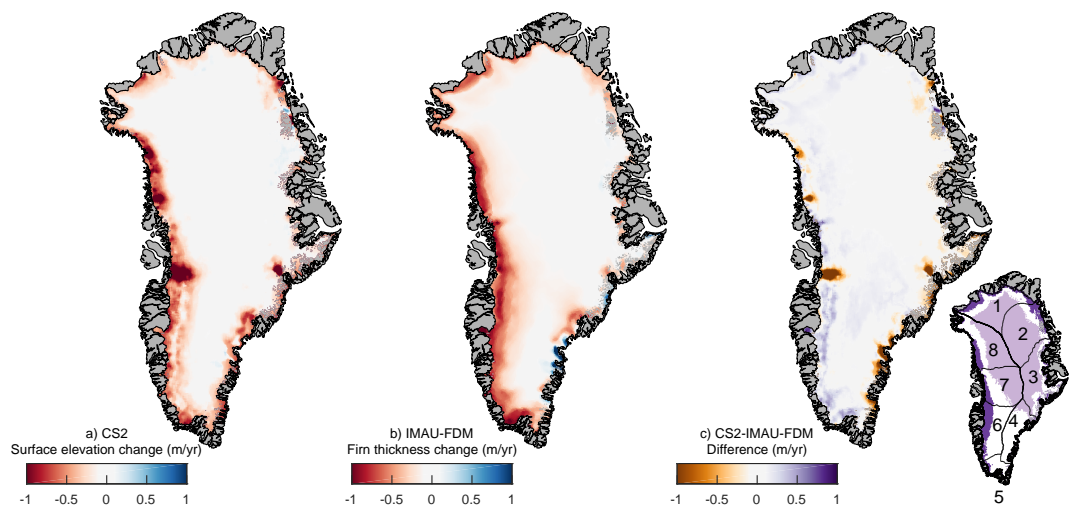 1
2
8
3
7
6
4
5
a) CS2
Surface elevation change (m/yr)
-1 -0.5 0 0.5 1
b) IMAU-FDM
Firn thickness change (m/yr)
-1 -0.5 0 0.5 1
c) CS2-IMAU-FDM
Difference (m/yr)
-1 -0.5 0 0.5 1